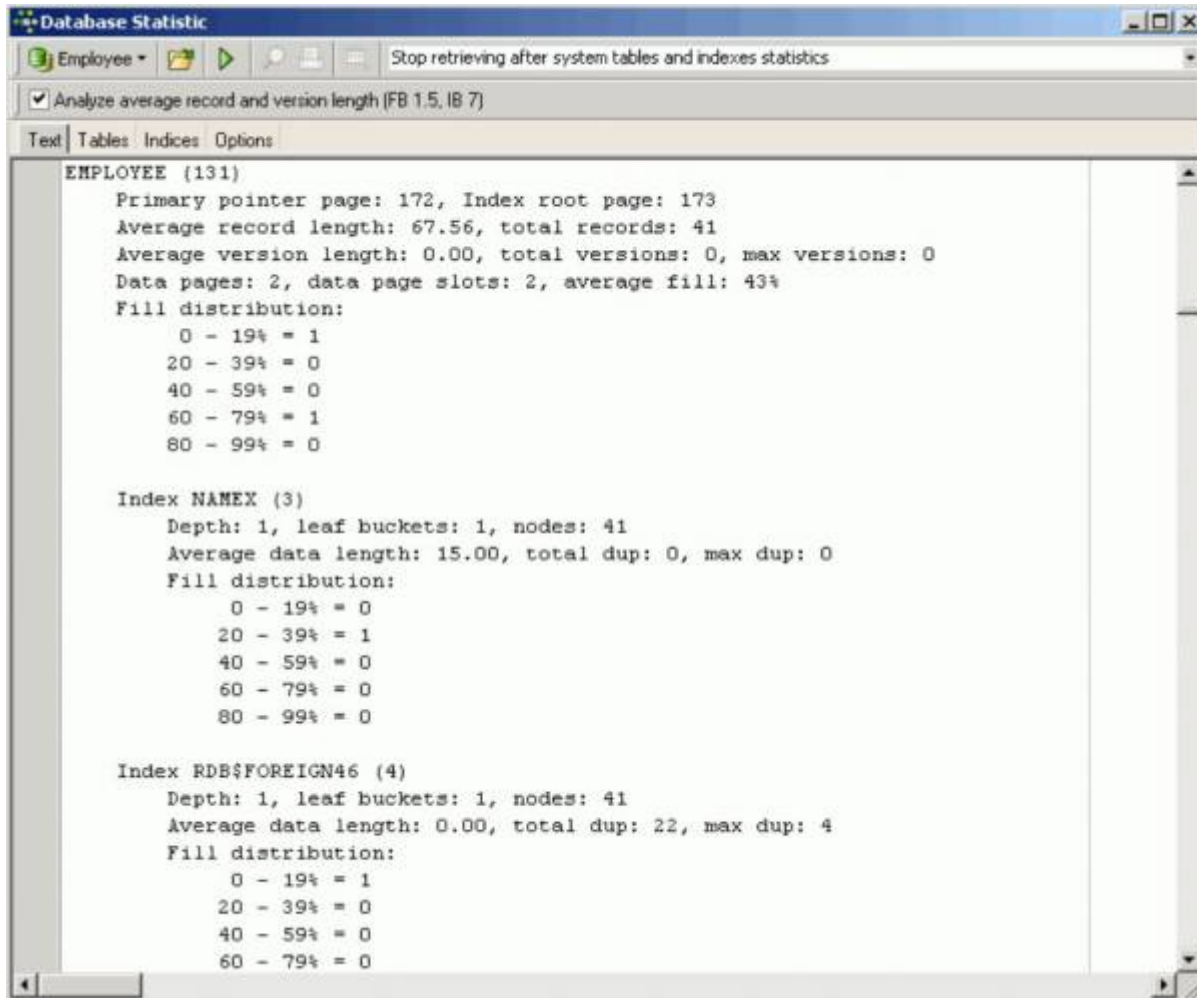 Database Statistic
Employee Stop retrieving after system tables and indexes statistics
Analyze average record and version length (FB 1.5, IB 7)
Text Tables Indices Options
EMPLOYEE (131)
Primary pointer page: 172, Index root page: 173
Average record length: 67.56, total records: 41
Average version length: 0.00, total versions: 0, max versions: 0
Data pages: 2, data page slots: 2, average fill: 43%
Fill distribution:
0 - 19% = 1
20 - 39% = 0
40 - 59% = 0
60 - 79% = 1
80 - 99% = 0
Index NAMEX (3)
Depth: 1, leaf buckets: 1, nodes: 41
Average data length: 15.00, total dup: 0, max dup: 0
Fill distribution:
0 - 19% = 0
20 - 39% = 1
40 - 59% = 0
60 - 79% = 0
80 - 99% = 0
Index RDB$FOREIGN46 (4)
Depth: 1, leaf buckets: 1, nodes: 41
Average data length: 0.00, total dup: 22, max dup: 4
Fill distribution:
0 - 19% = 1
20 - 39% = 0
40 - 59% = 0
60 - 79% = 0